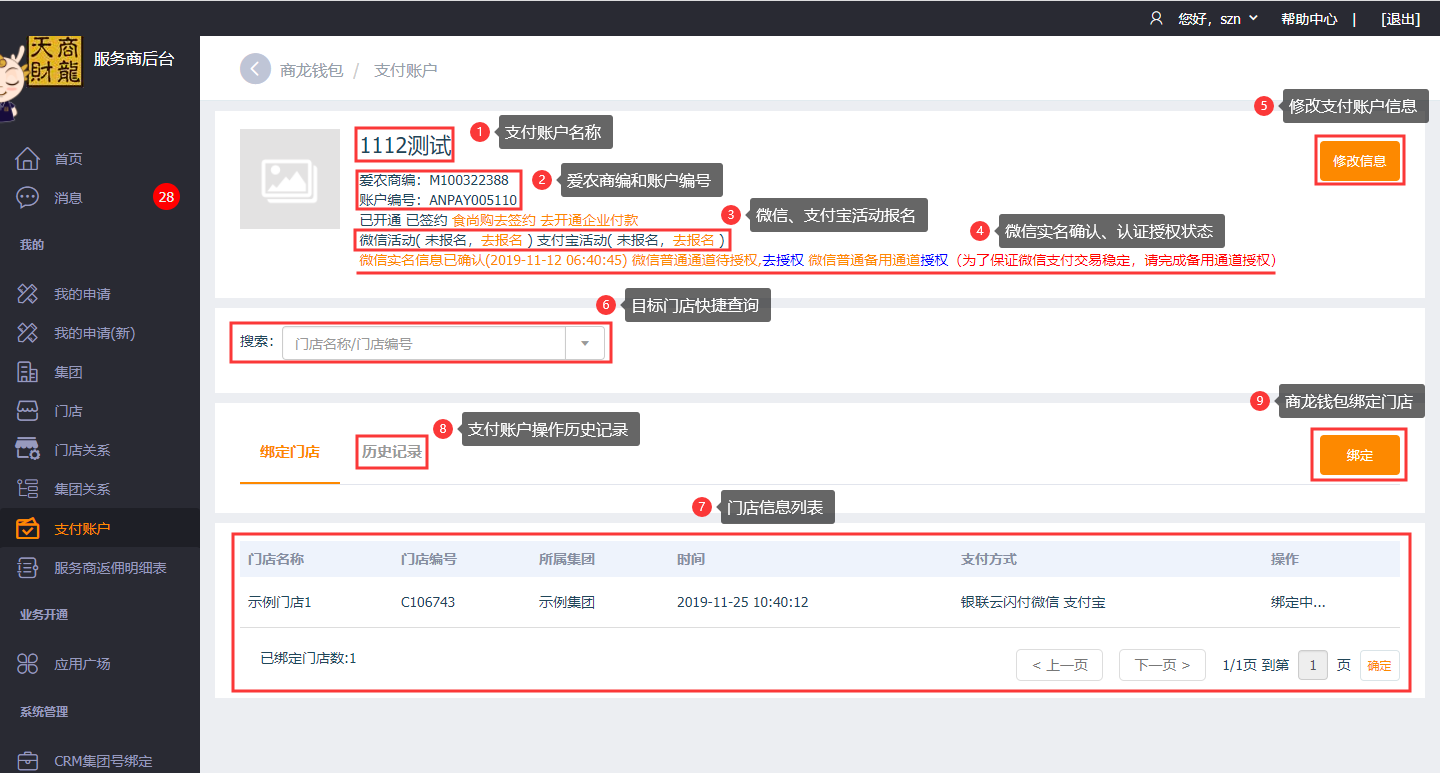 您好，szn 帮助中心 | [退出]
天商
財龍
服务商后台
首页
消息 28
我的
我的申请
我的申请(新)
集团
门店
门店关系
集团关系
支付账户
服务商返佣明细表
业务开通
应用广场
系统管理
CRM集团号绑定
商龙钱包 / 支付账户
5 修改支付账户信息
1112测试 1 支付账户名称
修改信息
爱农商编：M100322388
账户编号：ANPAY005110
2 爱农商编和账户编号
已开通 已签约 食尚购去签约 去开通企业付款
3 微信、支付宝活动报名
微信活动( 未报名，去报名 ) 支付宝活动( 未报名，去报名 )
4 微信实名确认、认证授权状态
微信实名信息已确认(2019-11-12 06:40:45) 微信普通通道待授权,去授权 微信普通备用通道授权（为了保证微信支付交易稳定，请完成备用通道授权）
6 目标门店快捷查询
搜索： 门店名称/门店编号
9 商龙钱包绑定门店
8 支付账户操作历史记录
绑定门店 历史记录 绑定
7 门店信息列表
门店名称 门店编号 所属集团 时间 支付方式 操作
示例门店1 C106743 示例集团 2019-11-25 10:40:12 银联云闪付微信 支付宝 绑定中...
已绑定门店数:1
< 上一页 下一页 > 1/1页 到第 1 页 确定